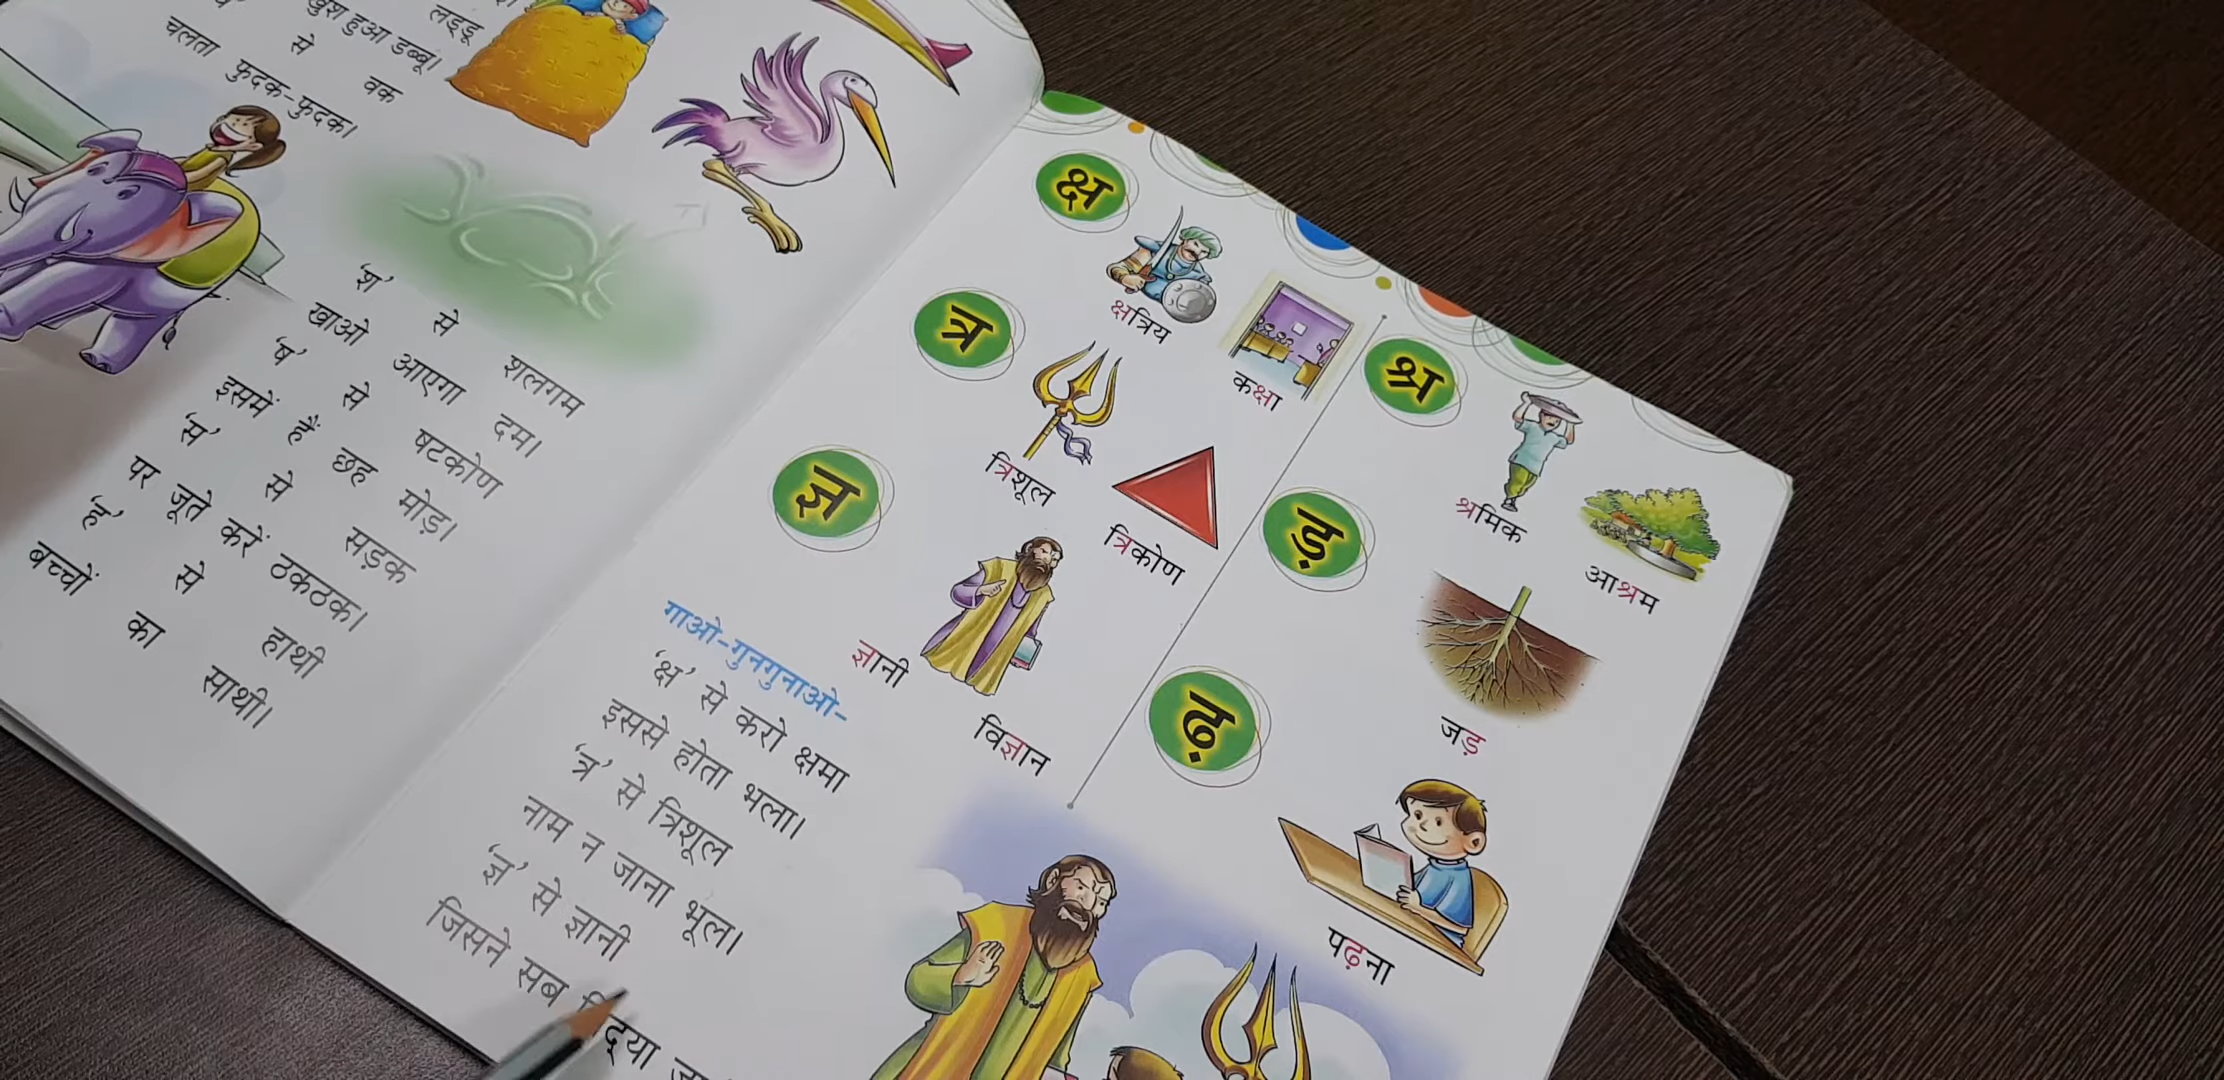 लड्डू
खुश हुआ डब्बू।
से वक
चलता फुदक-फुदक।
‘श’ से शलगम
खाओ आएगा दम।
‘ष’ से षटकोण
इसमें हैं छह मोड़।
‘स’ से सड़क
पर जूते करें ठकठक।
‘ह’ से हाथी
बच्चों का साथी।
क्ष
क्षत्रिय
कक्षा
त्र
त्रिशूल
त्रिकोण
ज्ञ
ज्ञानी
विज्ञान
श्र
श्रमिक
आश्रम
ड़
जड़
ढ़
पढ़ना
गाओ-गुनगुनाओ-
‘क्ष’ से करो क्षमा
इससे होता भला।
‘त्र’ से त्रिशूल
नाम न जाना भूल।
‘ज्ञ’ से ज्ञानी
जिसने सब